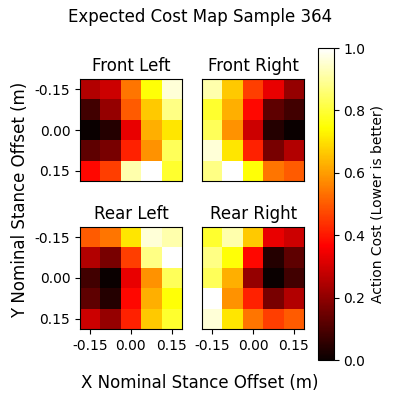 Expected Cost Map Sample 364
Front Left
Front Right
-0.15
0.00
0.15
Rear Left
Rear Right
-0.15
0.00
0.15
-0.15 0.00 0.15
-0.15 0.00 0.15
X Nominal Stance Offset (m)
Y Nominal Stance Offset (m)
1.0
0.8
0.6
0.4
0.2
0.0
Action Cost (Lower is better)